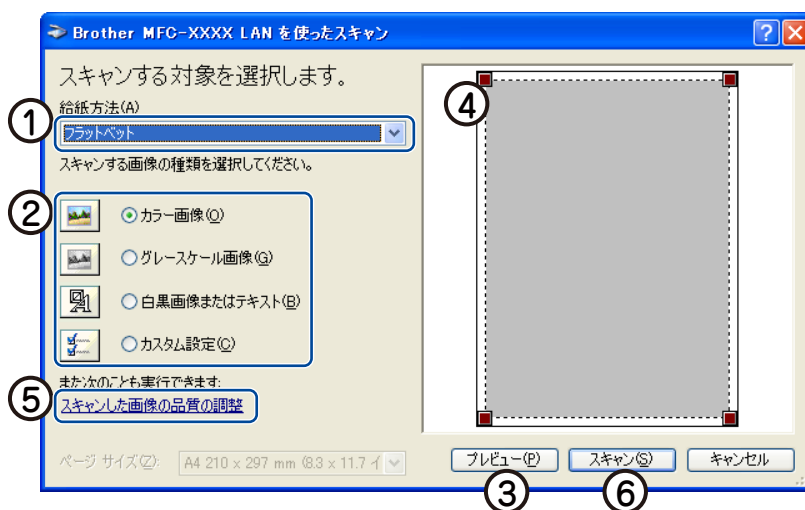 Brother MFC-XXXX LAN を使ったスキャン
スキャンする対象を選択します。
① 給紙方法(A)
フラットベット
スキャンする画像の種類を選択してください。
② カラー画像(O)
グレースケール画像(G)
白黒画像またはテキスト(B)
カスタム設定(C)
また次のことも実行できます:
⑤ スキャンした画像の品質の調整
ページ サイズ(Z): A4 210 x 297 mm (8.3 x 11.7 イ
④
プレビュー(P) スキャン(S) キャンセル
③ ⑥